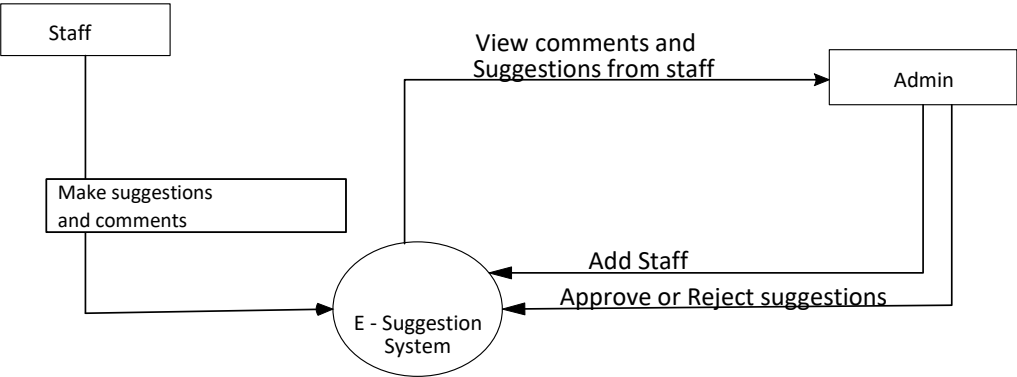 Staff
View comments and
Suggestions from staff
Admin
Make suggestions
and comments
Add Staff
Approve or Reject suggestions
E - Suggestion
System